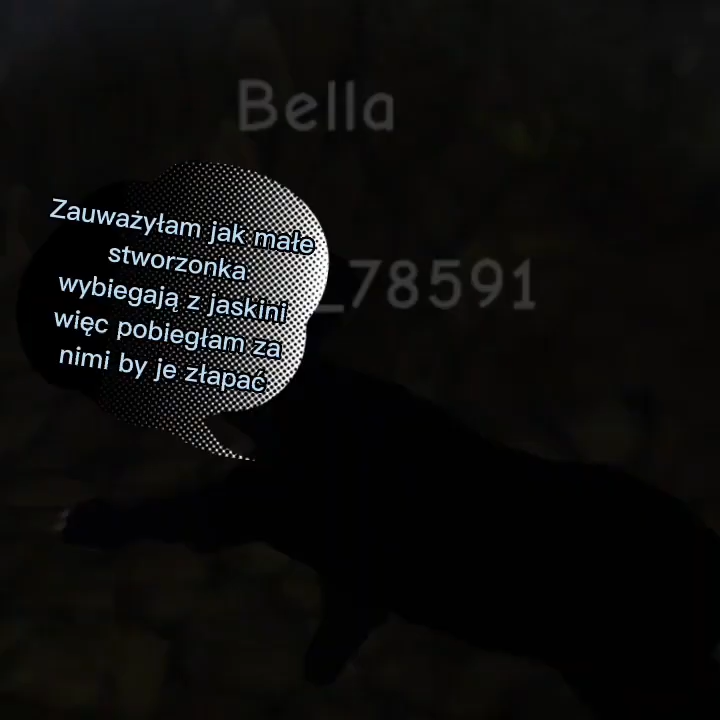 Bella
Zauważyłam jak małe
stworzonka
wybiegają z jaskini
więc pobiegłam za
nimi by je złapać
_78591